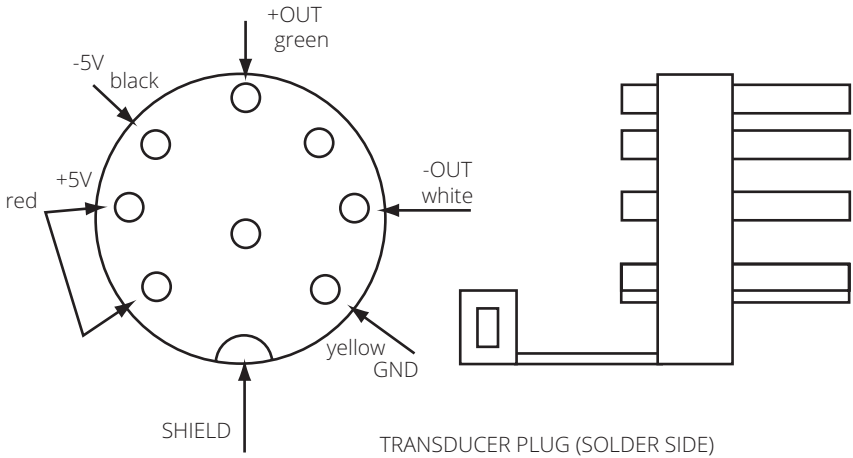 +OUT
green
-5V
black
+5V
red
-OUT
white
yellow
GND
SHIELD
TRANSDUCER PLUG (SOLDER SIDE)